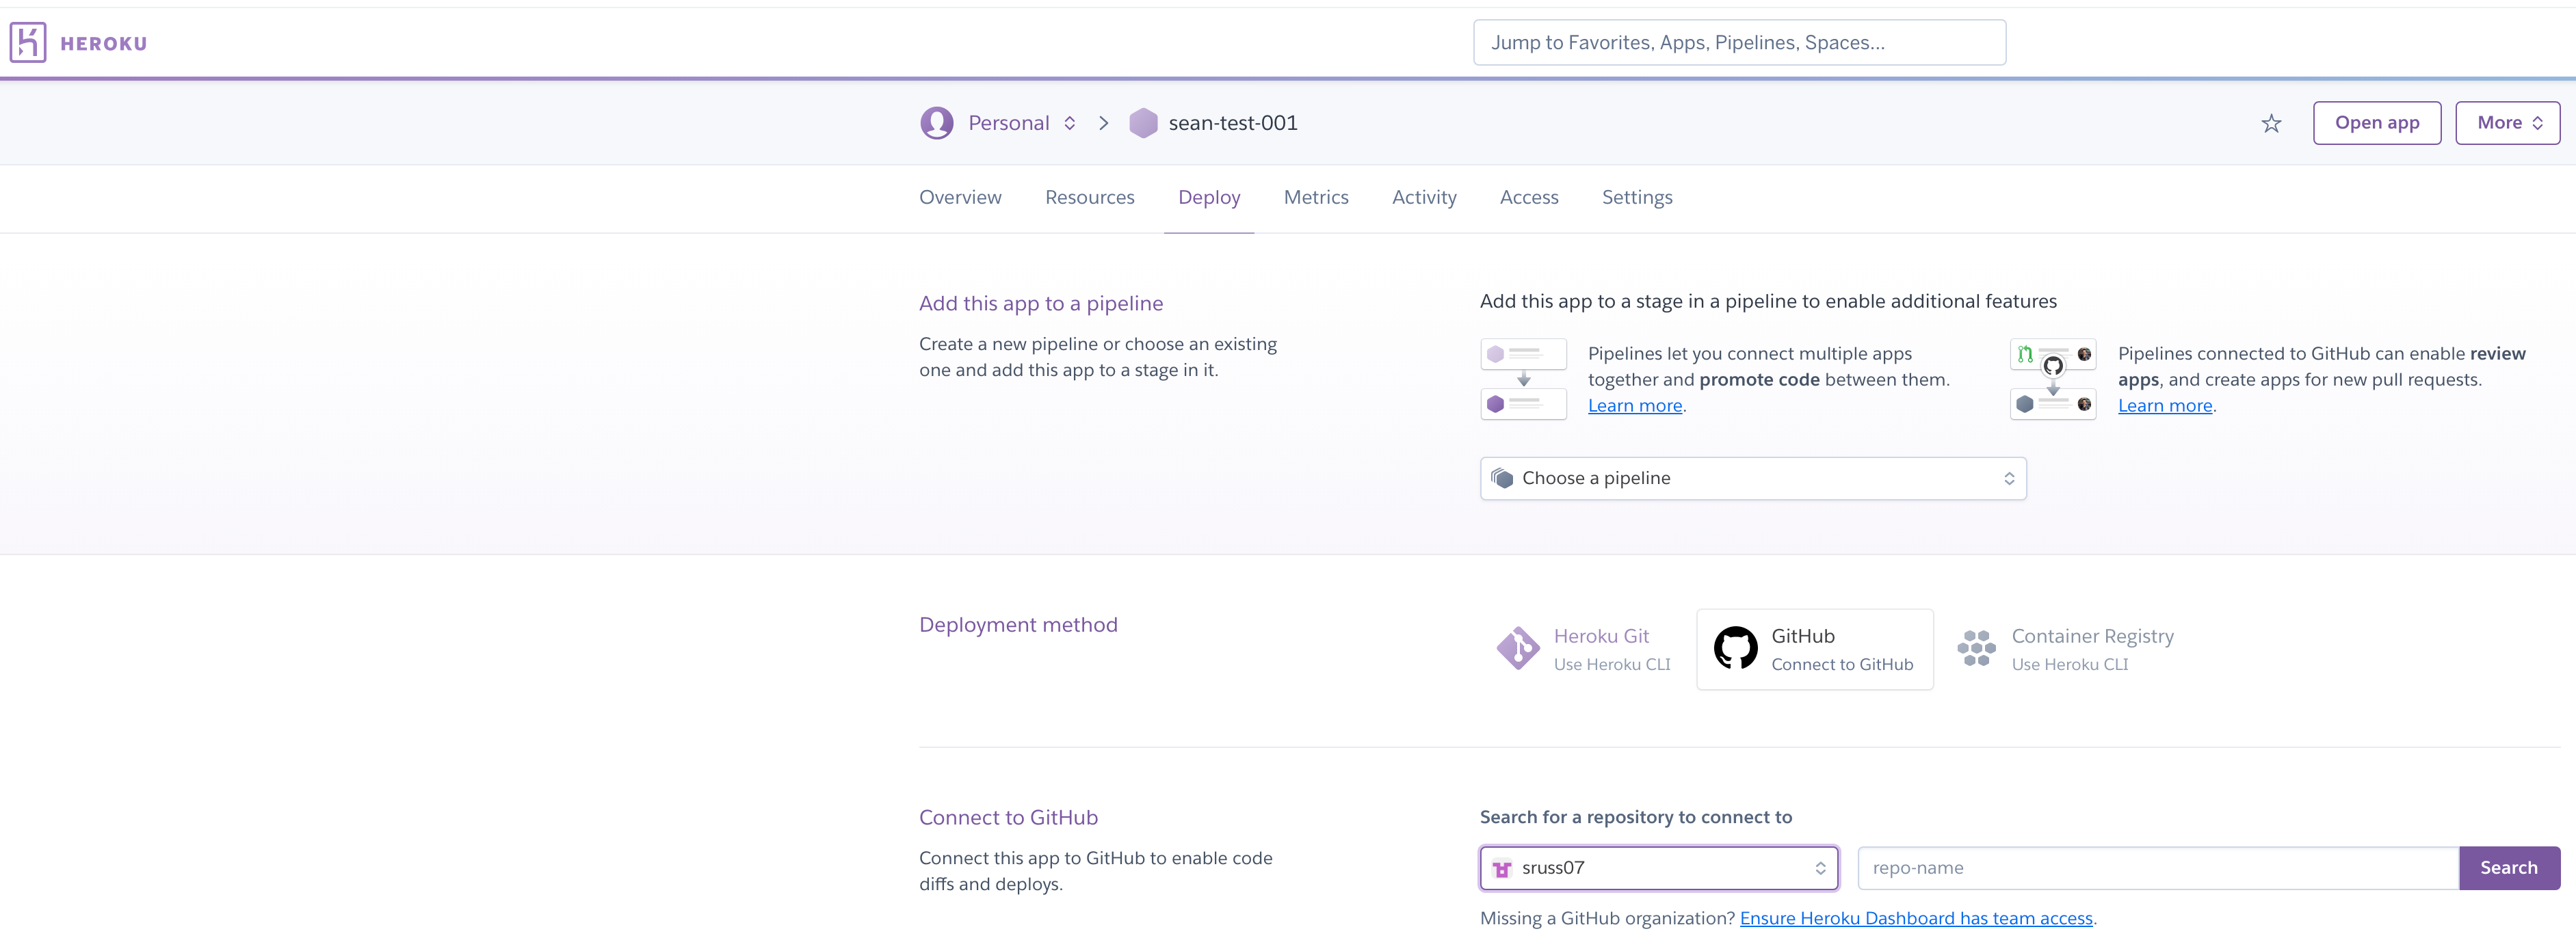 HEROKU
Jump to Favorites, Apps, Pipelines, Spaces...
Personal
sean-test-001
Open app
More
Overview
Resources
Deploy
Metrics
Activity
Access
Settings
Add this app to a pipeline
Create a new pipeline or choose an existing
one and add this app to a stage in it.
Add this app to a stage in a pipeline to enable additional features
Pipelines let you connect multiple apps
together and promote code between them.
Learn more.
Pipelines connected to GitHub can enable review
apps, and create apps for new pull requests.
Learn more.
Choose a pipeline
Deployment method
Heroku Git
Use Heroku CLI
GitHub
Connect to GitHub
Container Registry
Use Heroku CLI
Connect to GitHub
Connect this app to GitHub to enable code
diffs and deploys.
Search for a repository to connect to
sruss07
repo-name
Search
Missing a GitHub organization? Ensure Heroku Dashboard has team access.